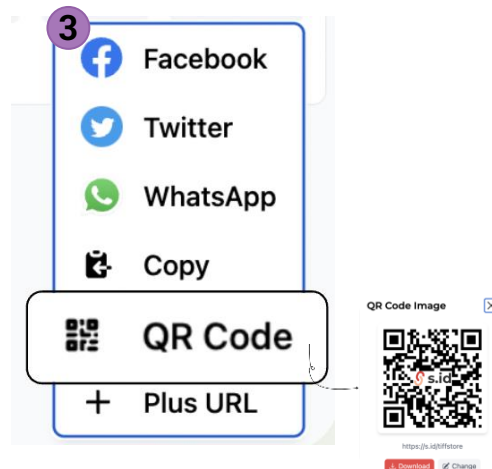 3
Facebook
Twitter
WhatsApp
Copy
QR Code
Plus URL
QR Code Image
s.id
https://s.id/tiffstore
Download
Change